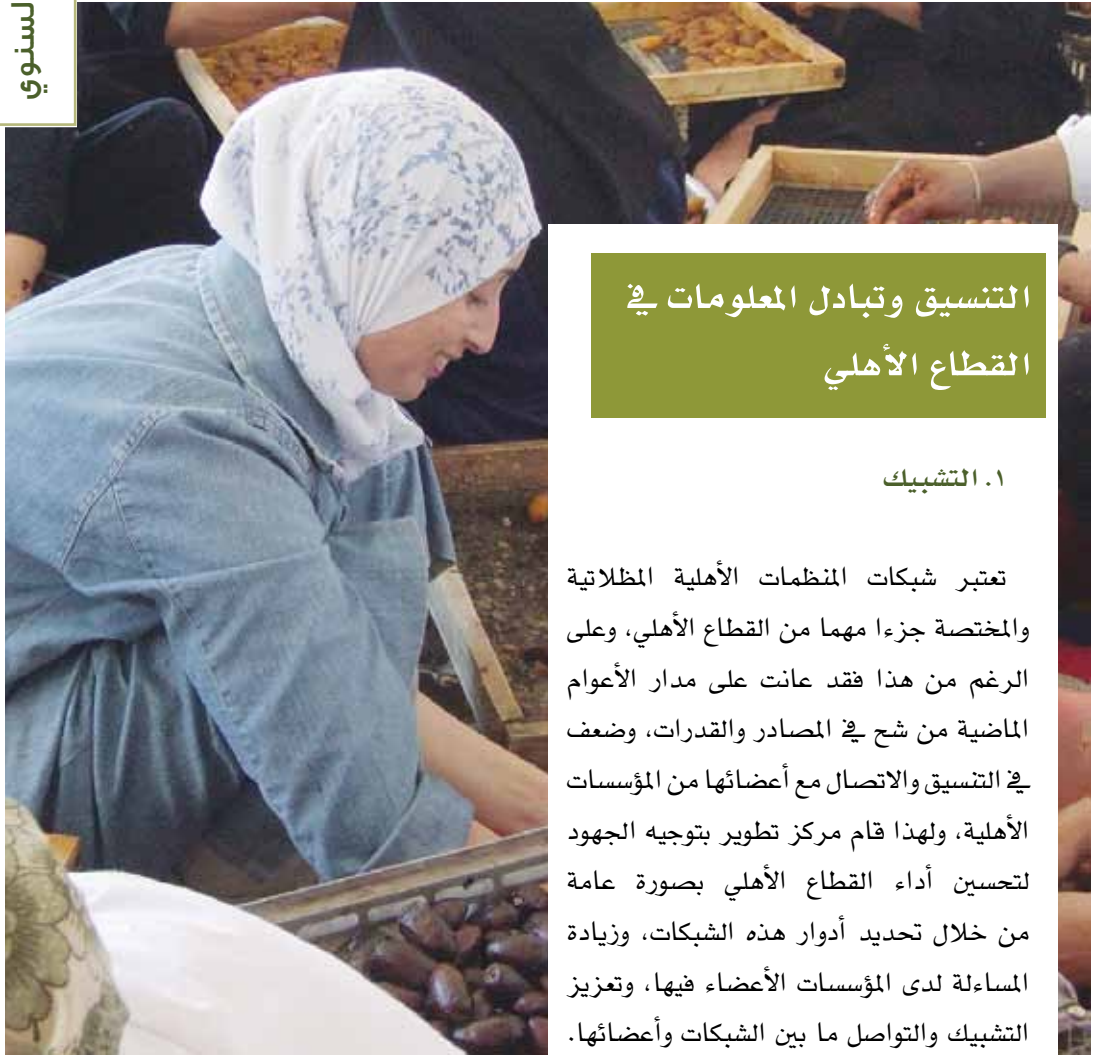 لسنوي
التنسيق وتبادل المعلومات في
القطاع الأهلي
١. التشبيك
تعتبر شبكات المنظمات الأهلية المظلاتية
والمختصة جزءا مهما من القطاع الأهلي، وعلى
الرغم من هذا فقد عانت على مدار الأعوام
الماضية من شح في المصادر والقدرات، وضعف
في التنسيق والاتصال مع أعضائها من المؤسسات
الأهلية، ولهذا قام مركز تطوير بتوجيه الجهود
لتحسين أداء القطاع الأهلي بصورة عامة
من خلال تحديد أدوار هذه الشبكات، وزيادة
المساءلة لدى المؤسسات الأعضاء فيها، وتعزيز
التشبيك والتواصل ما بين الشبكات وأعضائها.